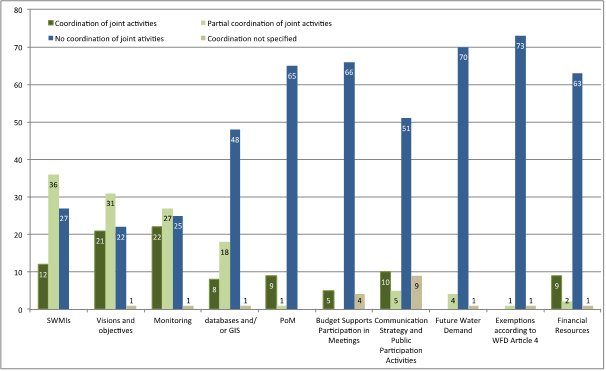 80
Coordination of joint activities
Partial coordination of joint activities
70
No coordination of joint ativities
Coordination not specified
60
50
40
30
20
10
0
12 36 27
21 31 22 1
22 27 25 1
8 18 48 1
9 1 65
5 66 4
10 5 51 9
4 70 1
1 73 1
9 2 63 1
SWMIs
Visions and
objectives
Monitoring
databases and/
or GIS
PoM
Budget Supports
Participation in
Meetings
Communication
Strategy and
Public
Participation
Activities
Future Water
Demand
Exemptions
according to
WFD Article 4
Financial
Resources